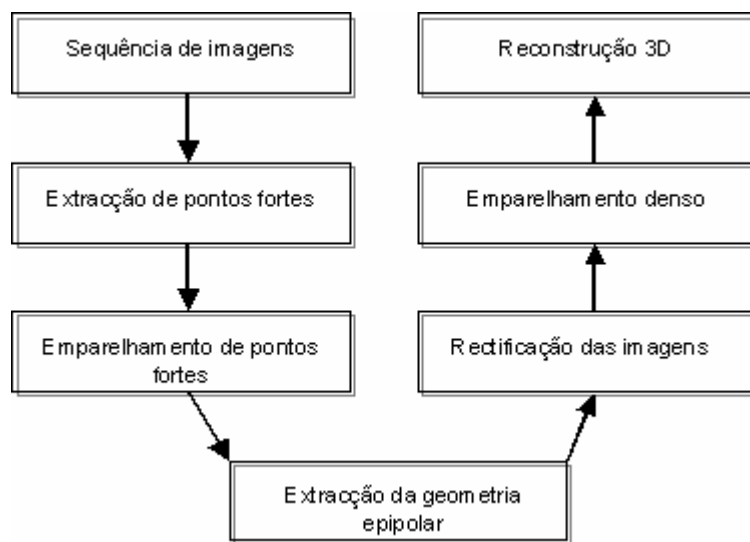 Sequência de imagens
Extracção de pontos fortes
Emparelhamento de pontos
fortes
Extracção da geometria
epipolar
Rectificação das imagens
Emparelhamento denso
Reconstrução 3D